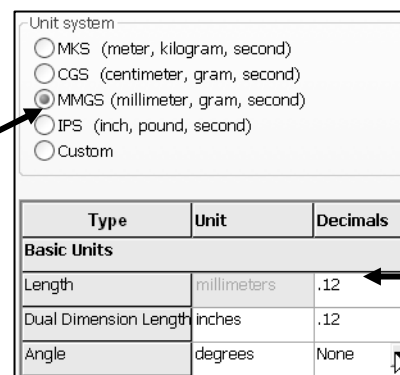 Unit system
MKS (meter, kilogram, second)
CGS (centimeter, gram, second)
MMGS (millimeter, gram, second)
IPS (inch, pound, second)
Custom
Type Unit Decimals
Basic Units
Length millimeters .12
Dual Dimension Length inches .12
Angle degrees None